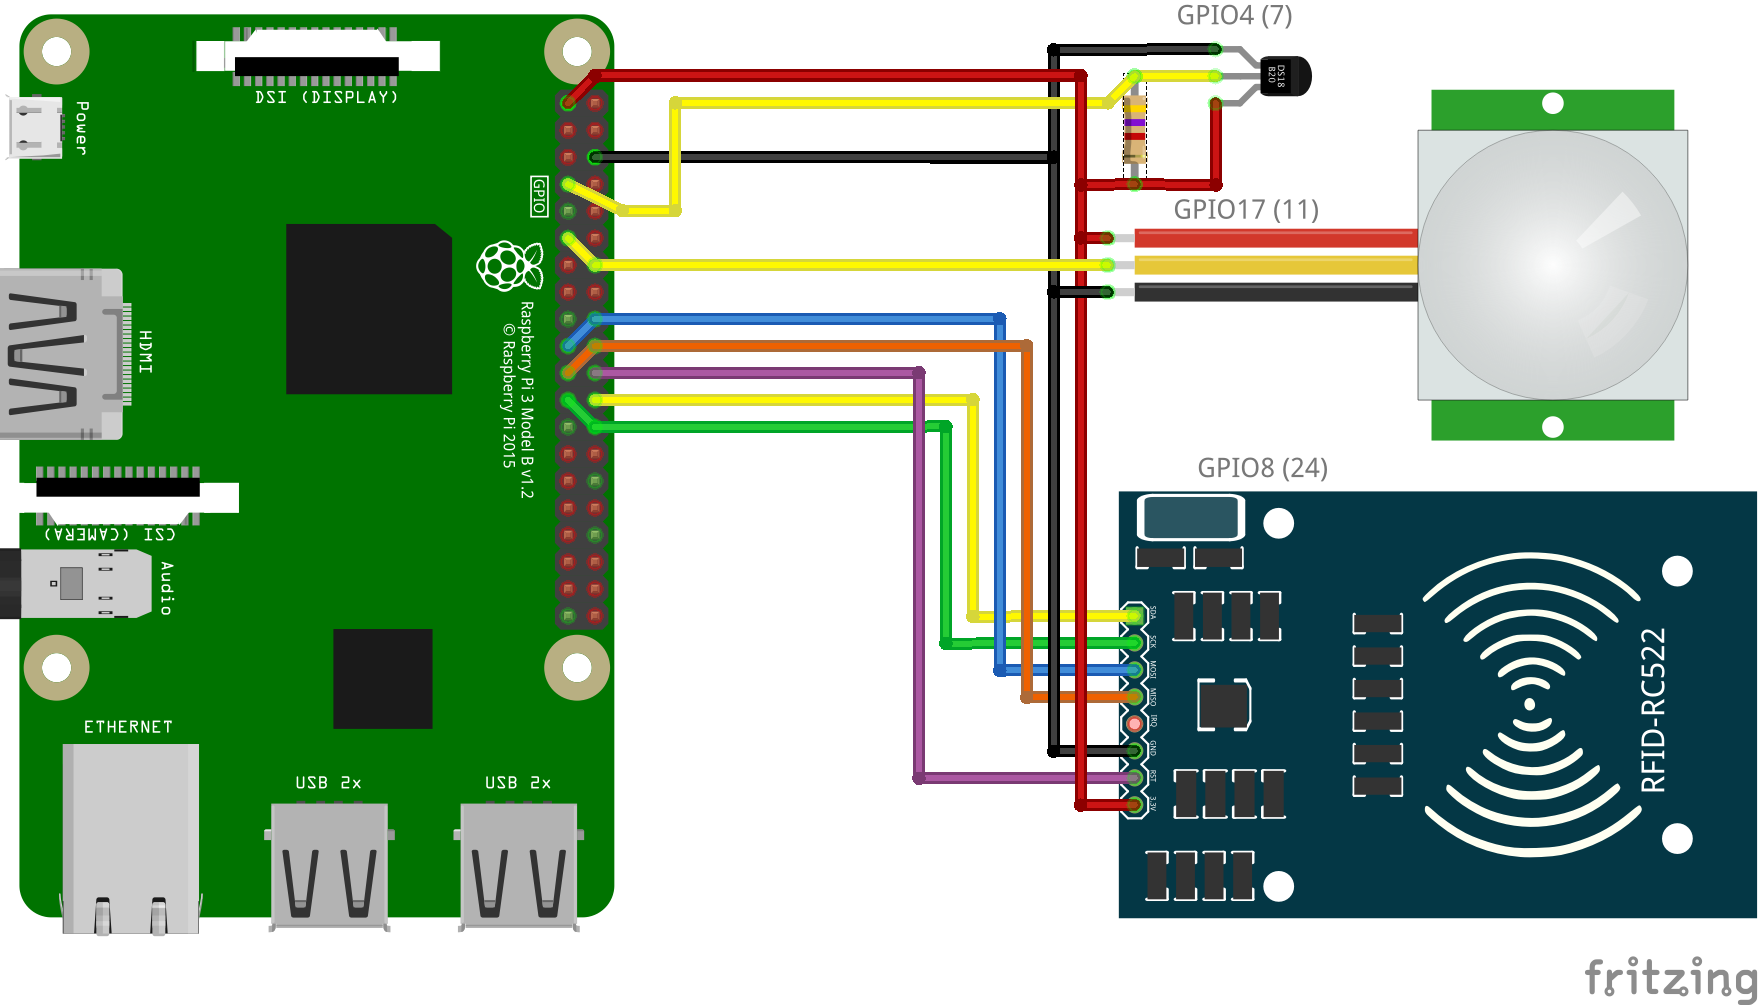 GPIO4 (7)
DSI (DISPLAY)
Power
DS18
B20
GPIO
GPIO17 (11)
Raspberry Pi 3 Model B v1.2
© Raspberry Pi 2015
HDMI
GPIO8 (24)
CSI (CAMERA)
Audio
SDA
SCK
MOSI
MISO
IRQ
GND
RST
3.3V
RFID-RC522
ETHERNET
USB 2x
USB 2x
fritzing